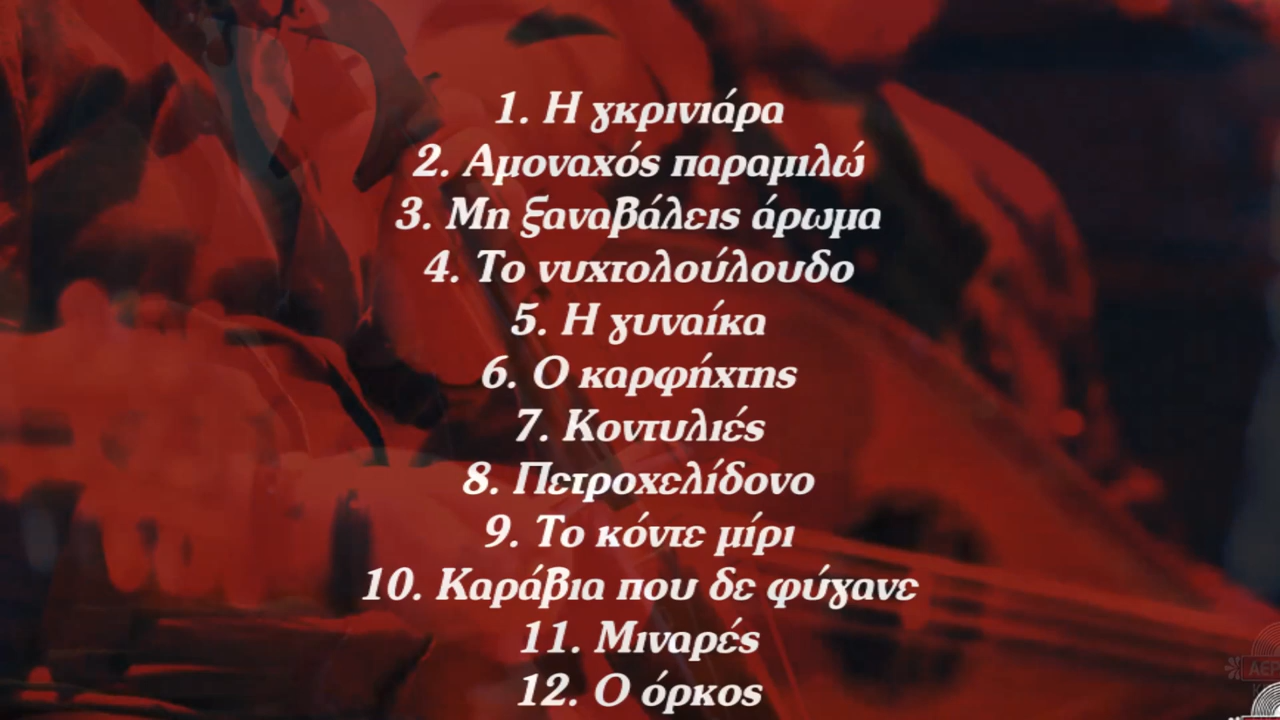 1. Η γκρινιάρα
2. Αμοναχός παραμιλώ
3. Μη ξαναβάλεις άρωμα
4. Το νυχτολούλουδο
5. Η γυναίκα
6. Ο καρφήχτης
7. Κοντυλιές
8. Πετροχελίδονο
9. Το κόντε μίρι
10. Καράβια που δε φύγανε
11. Μιναρές
12. Ο όρκος